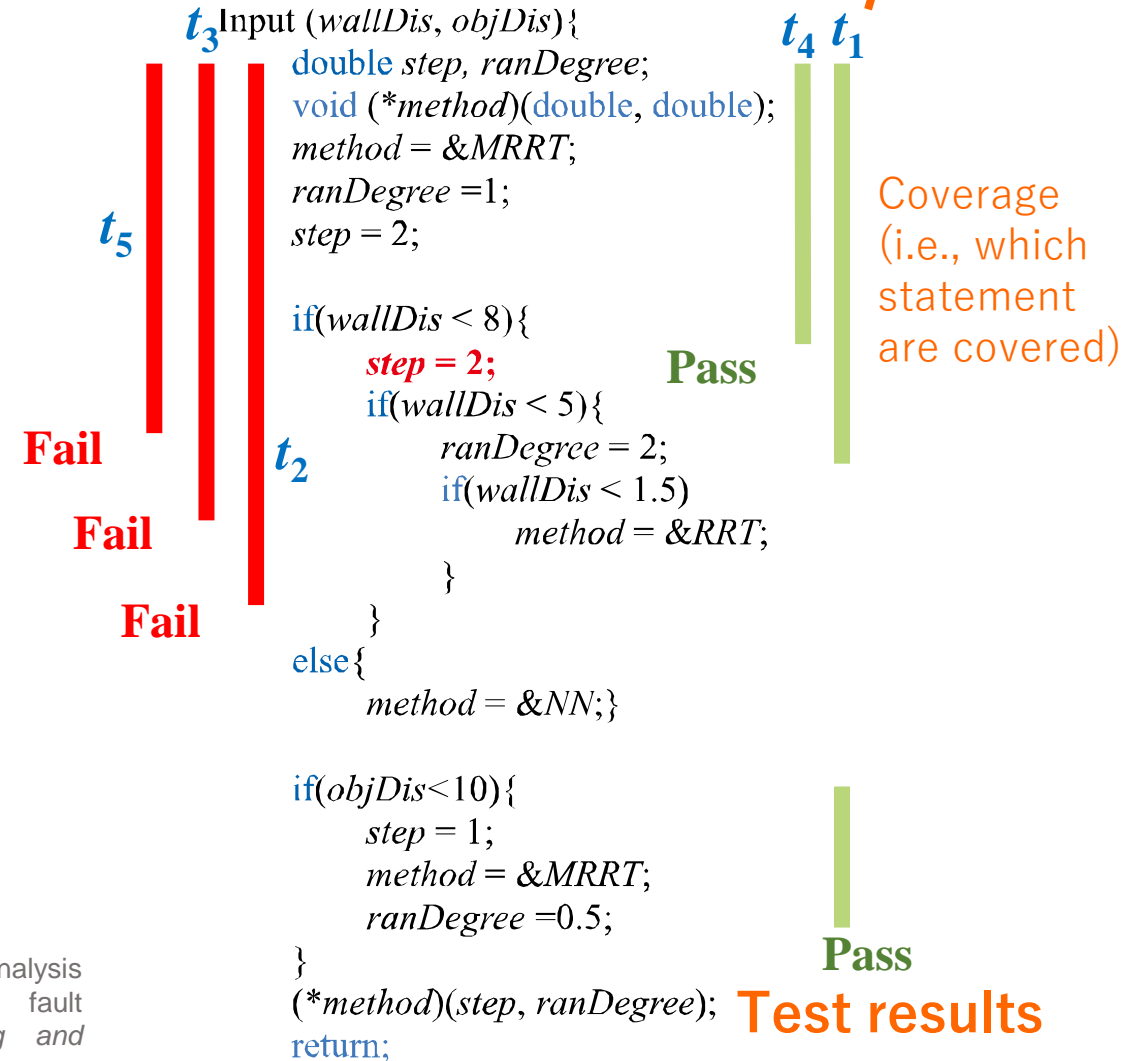 t3 Input (wallDis, objDis){
t4 t1
double step, ranDegree;
void (*method)(double, double);
method = &MRRT;
ranDegree =1;
step = 2;
t5
Coverage
(i.e., which
statement
are covered)
if(wallDis < 8){
step = 2;
Pass
if(wallDis < 5){
Fail
ranDegree = 2;
t2
if(wallDis < 1.5)
method = &RRT;
Fail
}
}
Fail
else{
method = &NN;}
if(objDis<10){
step = 1;
method = &MRRT;
ranDegree =0.5;
}
Pass
(*method)(step, ranDegree);
Test results
return;
nalysis
fault
and